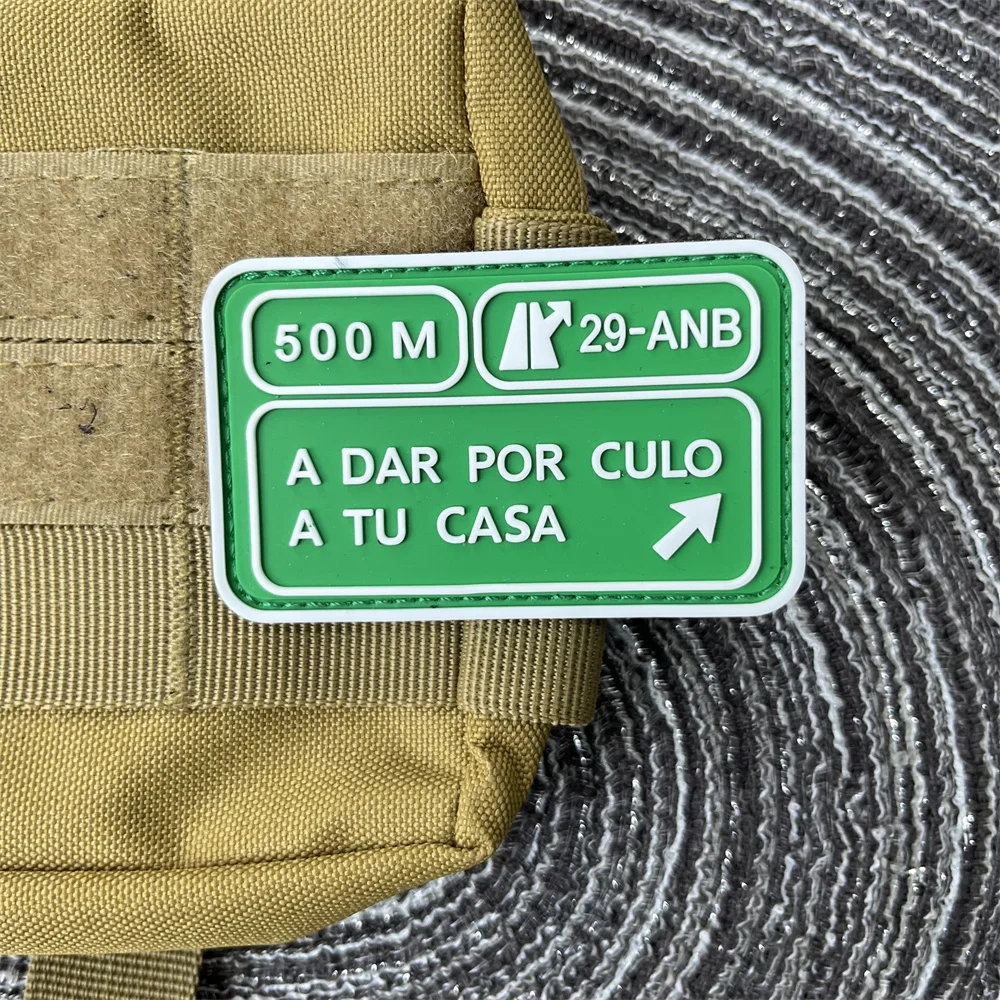 500 M
29-ANB
A DAR POR CULO
A TU CASA